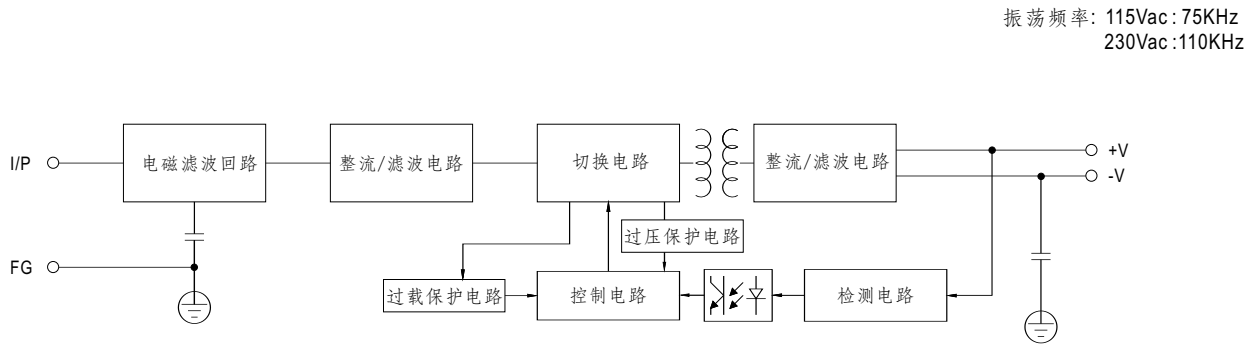 振荡频率: 115Vac : 75KHz
230Vac :110KHz
I/P
电磁滤波回路
整流/滤波电路
切换电路
整流/滤波电路
+V
-V
过压保护电路
FG
过载保护电路
控制电路
检测电路